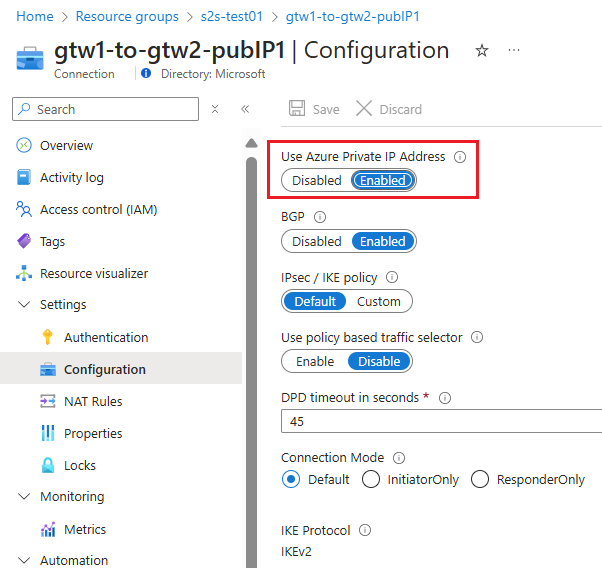 Home > Resource groups > s2s-test01 > gtw1-to-gtw2-pubIP1
gtw1-to-gtw2-pubIP1 | Configuration
Connection
Directory: Microsoft
Search
Save
Discard
Overview
Activity log
Access control (IAM)
Tags
Resource visualizer
Settings
Authentication
Configuration
NAT Rules
Properties
Locks
Monitoring
Metrics
Automation
Use Azure Private IP Address
Disabled Enabled
BGP
Disabled Enabled
IPsec / IKE policy
Default Custom
Use policy based traffic selector
Enable Disable
DPD timeout in seconds *
45
Connection Mode
Default InitiatorOnly ResponderOnly
IKE Protocol
IKEv2